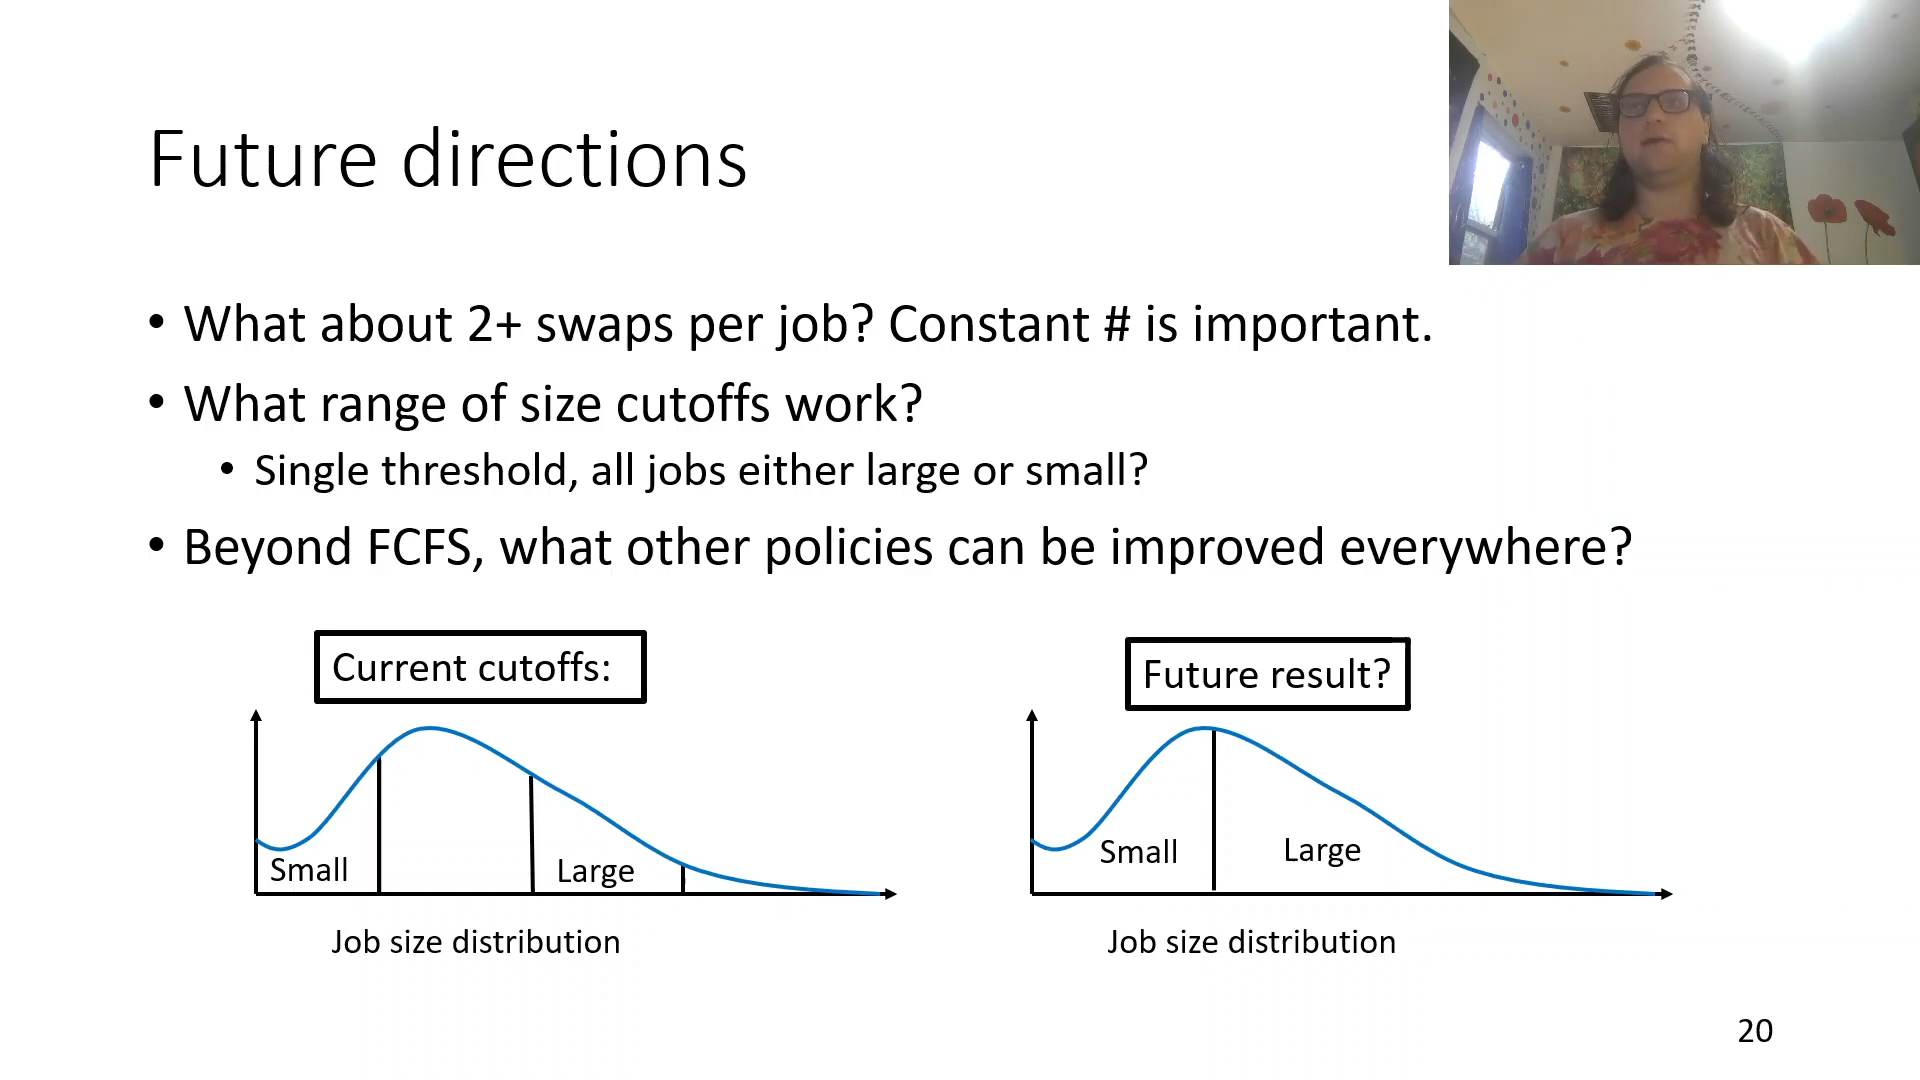 Future directions
• What about 2+ swaps per job? Constant # is important.
• What range of size cutoffs work?
• Single threshold, all jobs either large or small?
• Beyond FCFS, what other policies can be improved everywhere?
Current cutoffs:
Small
Large
Job size distribution
Future result?
Small
Large
Job size distribution
20